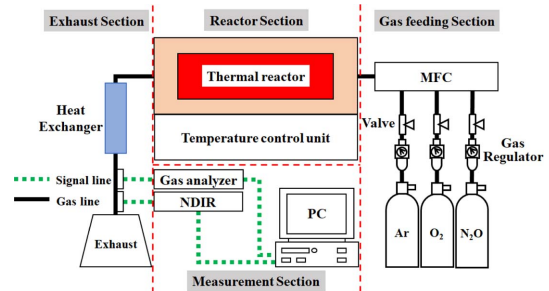 Exhaust Section
Reactor Section
Gas feeding Section
Thermal reactor
MFC
Heat
Exchanger
Temperature control unit
Valve
Gas
Regulator
Signal line
Gas line
Gas analyzer
NDIR
PC
Exhaust
Ar
O₂
N₂O
Measurement Section